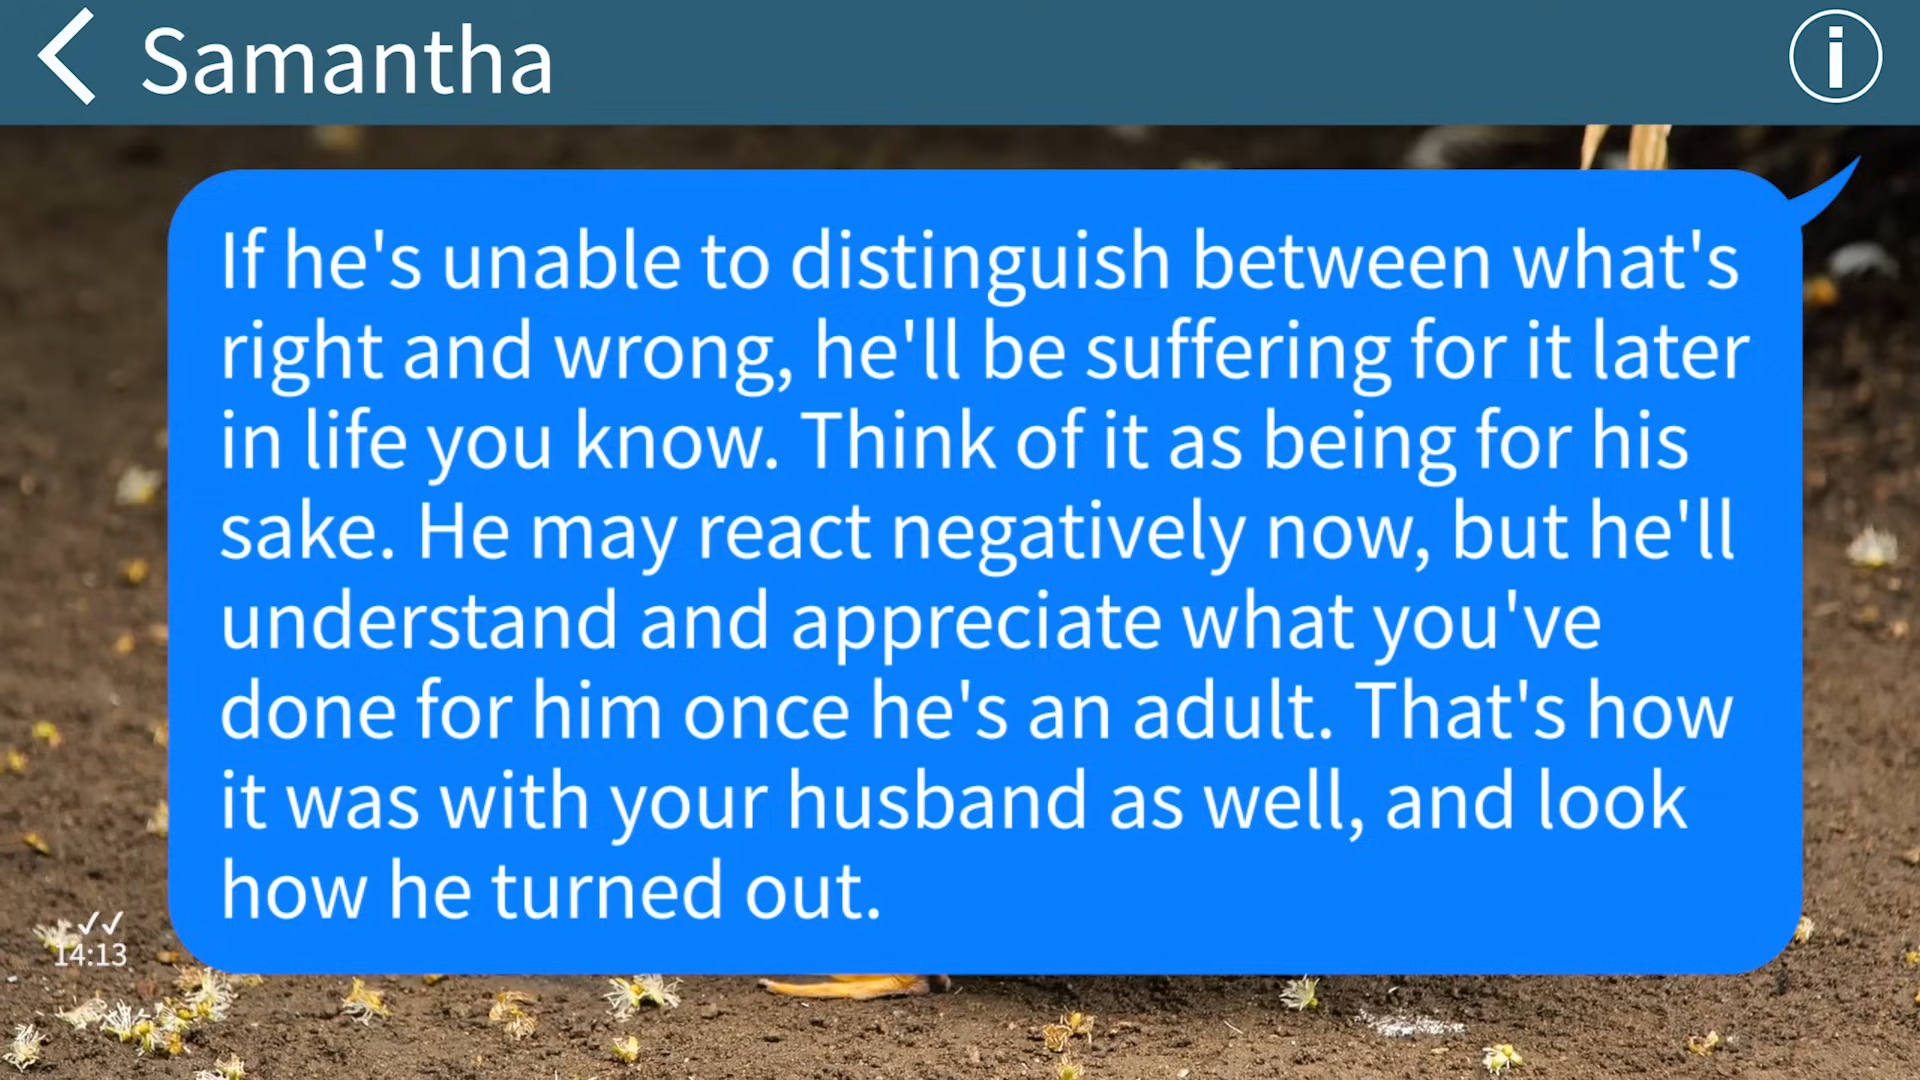 Samantha
If he's unable to distinguish between what's
right and wrong, he'll be suffering for it later
in life you know. Think of it as being for his
sake. He may react negatively now, but he'll
understand and appreciate what you've
done for him once he's an adult. That's how
it was with your husband as well, and look
how he turned out.
14:13